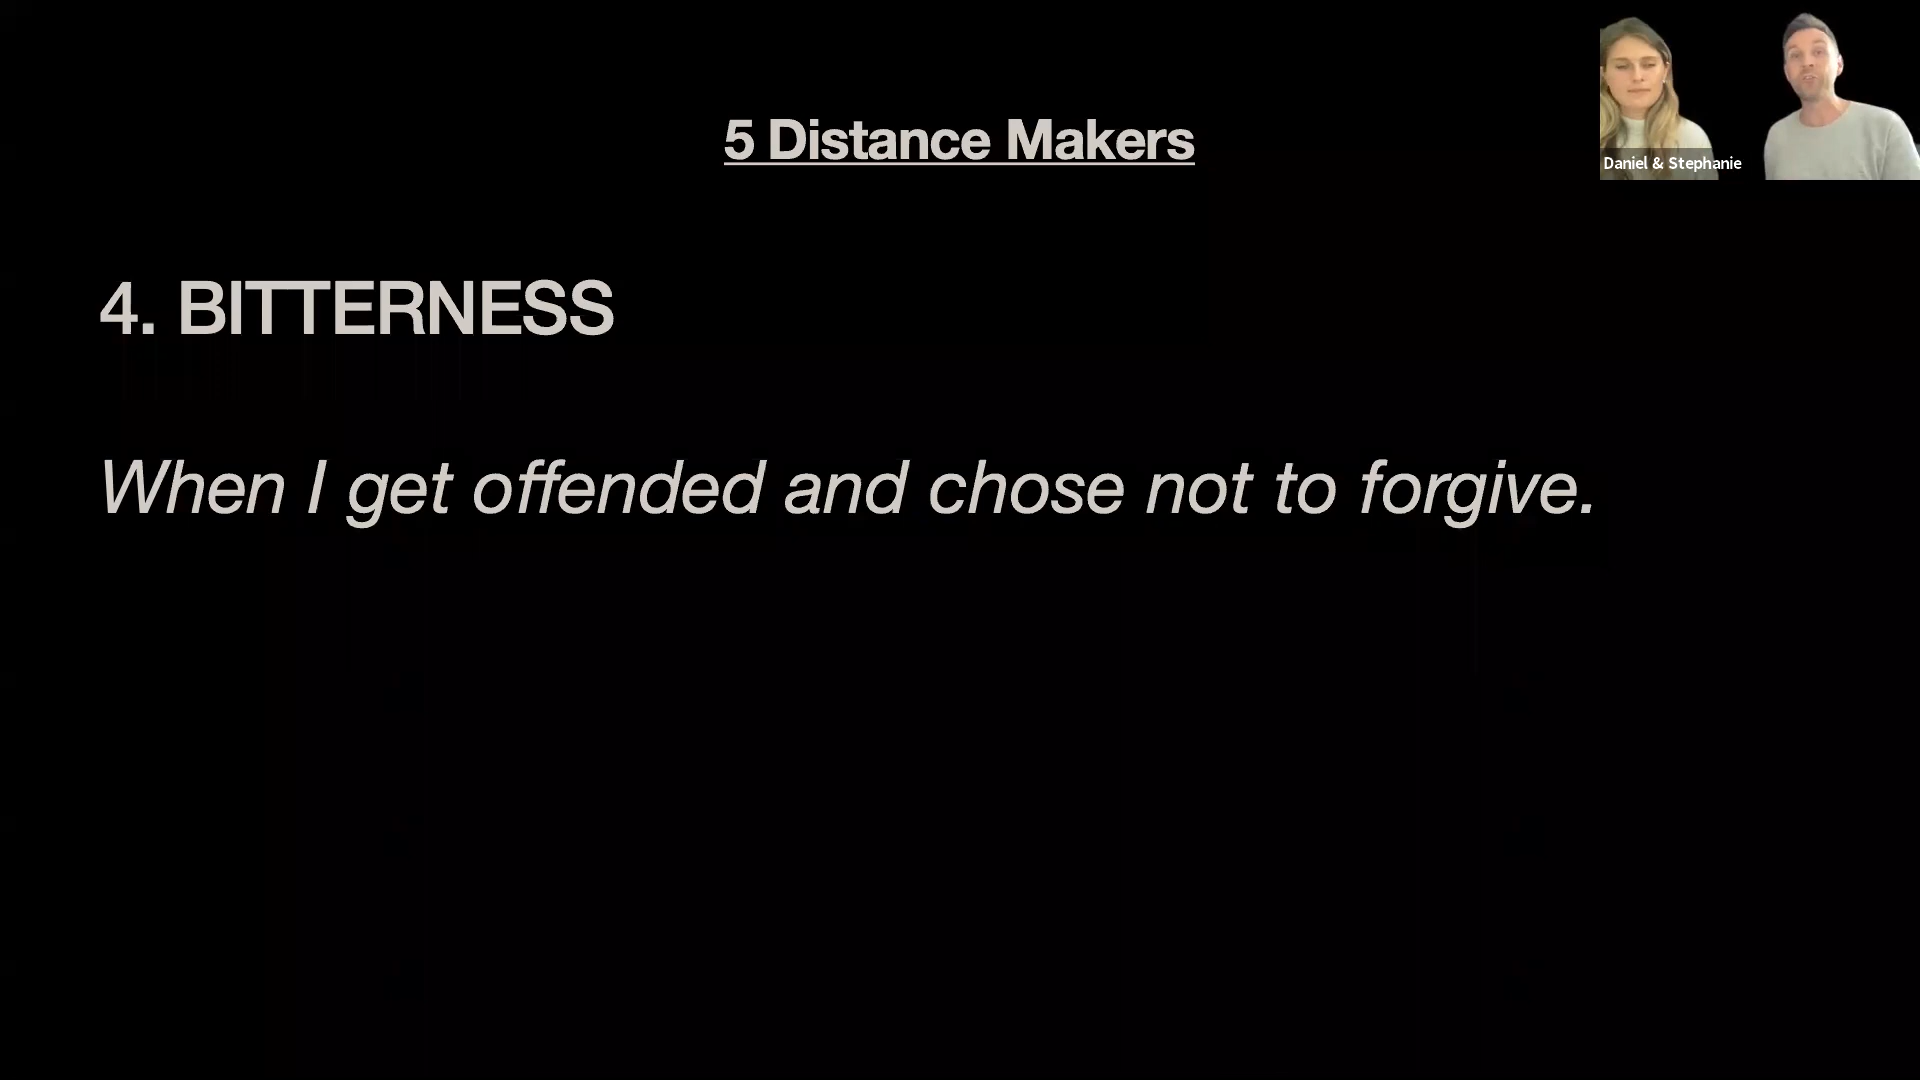 5 Distance Makers
Daniel & Stephanie
4. BITTERNESS
When I get offended and chose not to forgive.